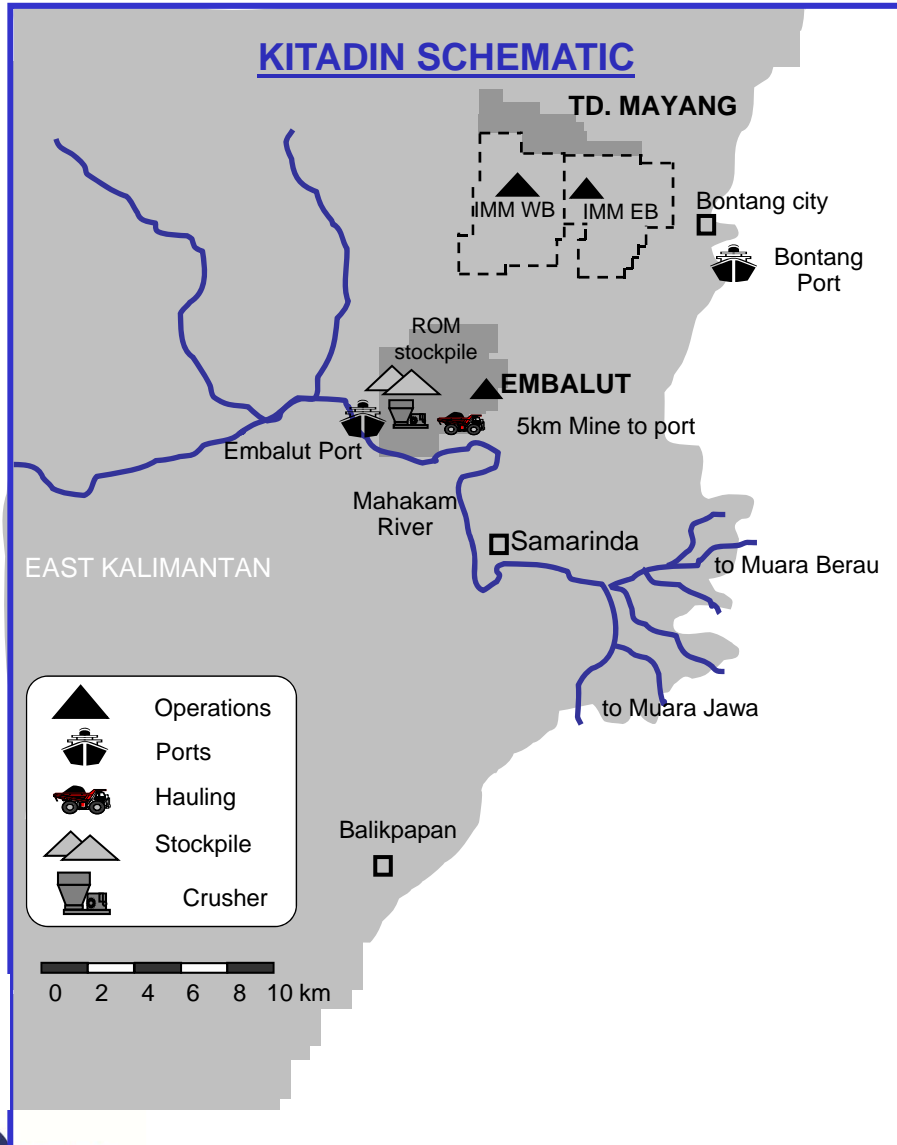 KITADIN SCHEMATIC
TD. MAYANG
IMM WB
IMM EB
Bontang city
Bontang
Port
ROM
stockpile
EMBALUT
5km Mine to port
Embalut Port
Mahakam
River
Samarinda
EAST KALIMANTAN
to Muara Berau
to Muara Jawa
Operations
Ports
Hauling
Stockpile
Crusher
Balikpapan
0 2 4 6 8 10 km